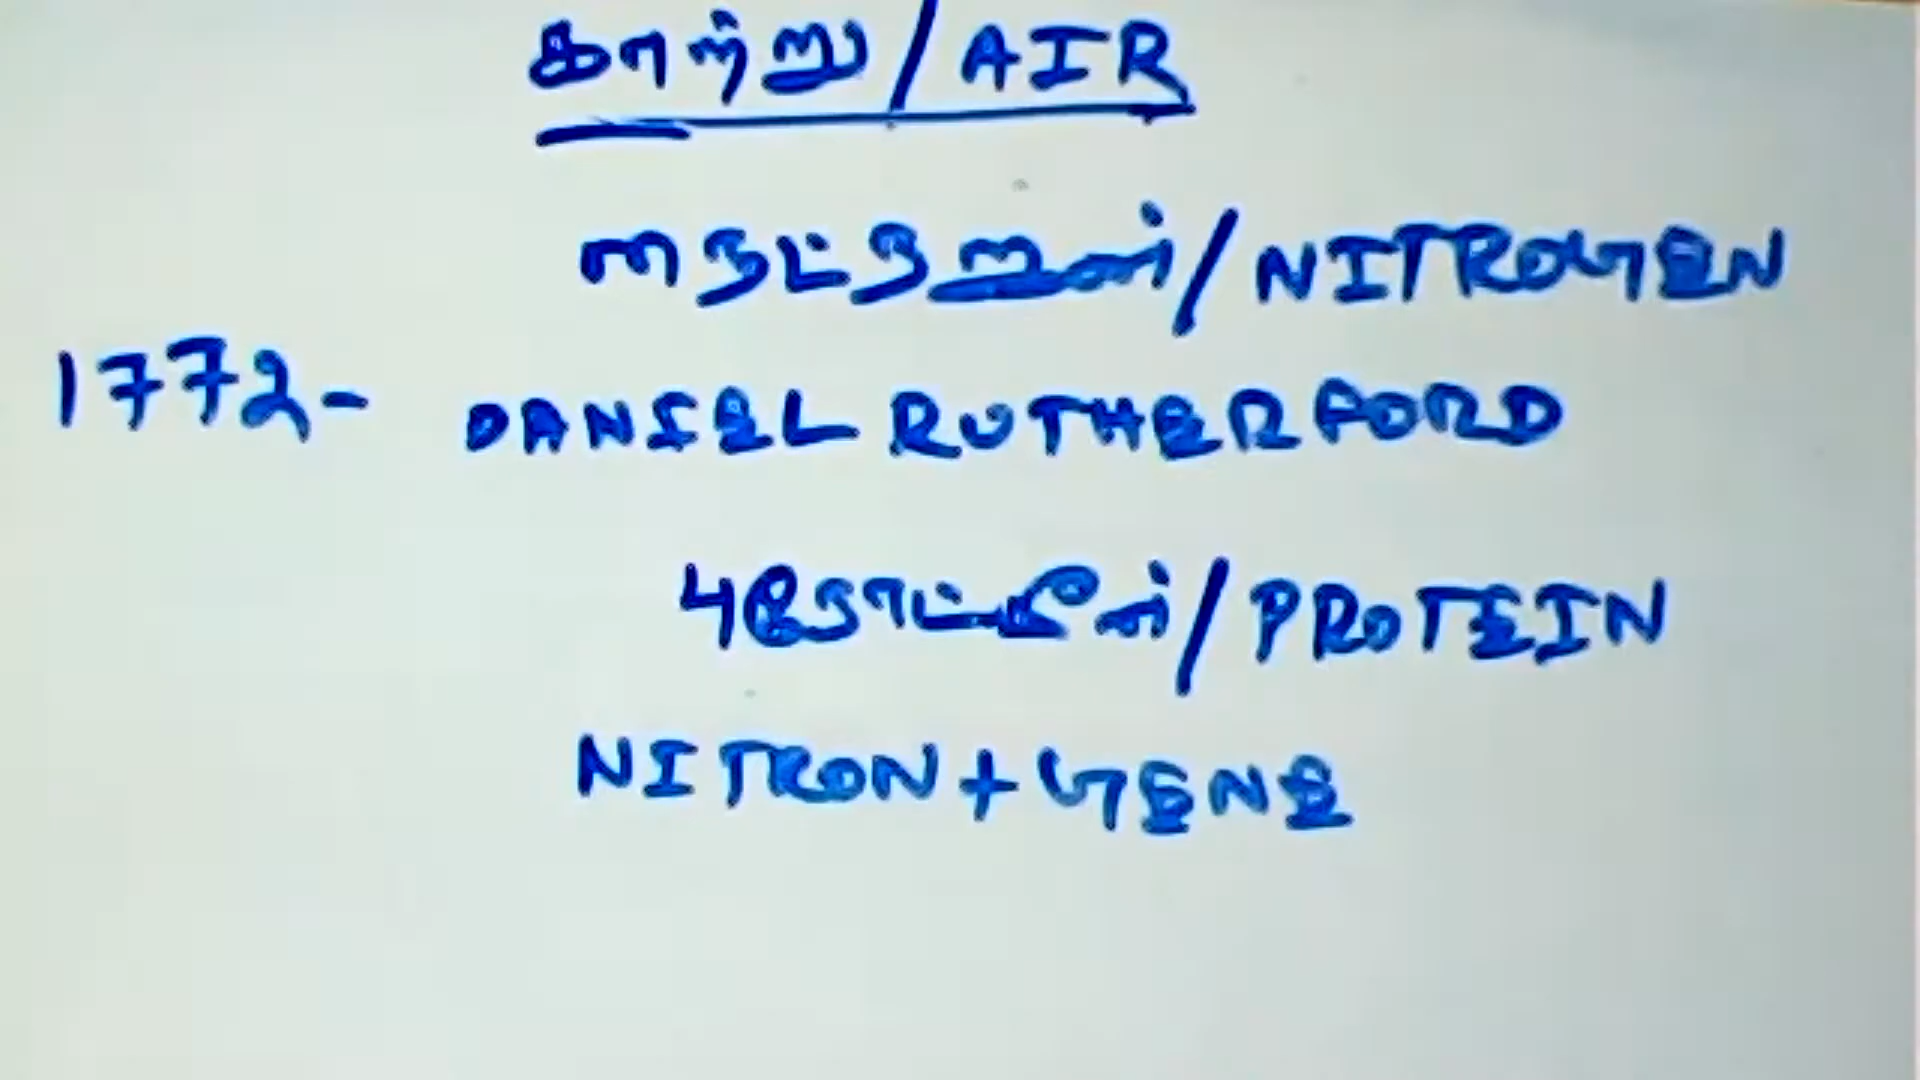 காற்று/AIR
நைட்ரஜன்/NITROGEN
1772- DANIEL RUTHERFORD
புரோட்டீன்/PROTEIN
NITRON+GENE